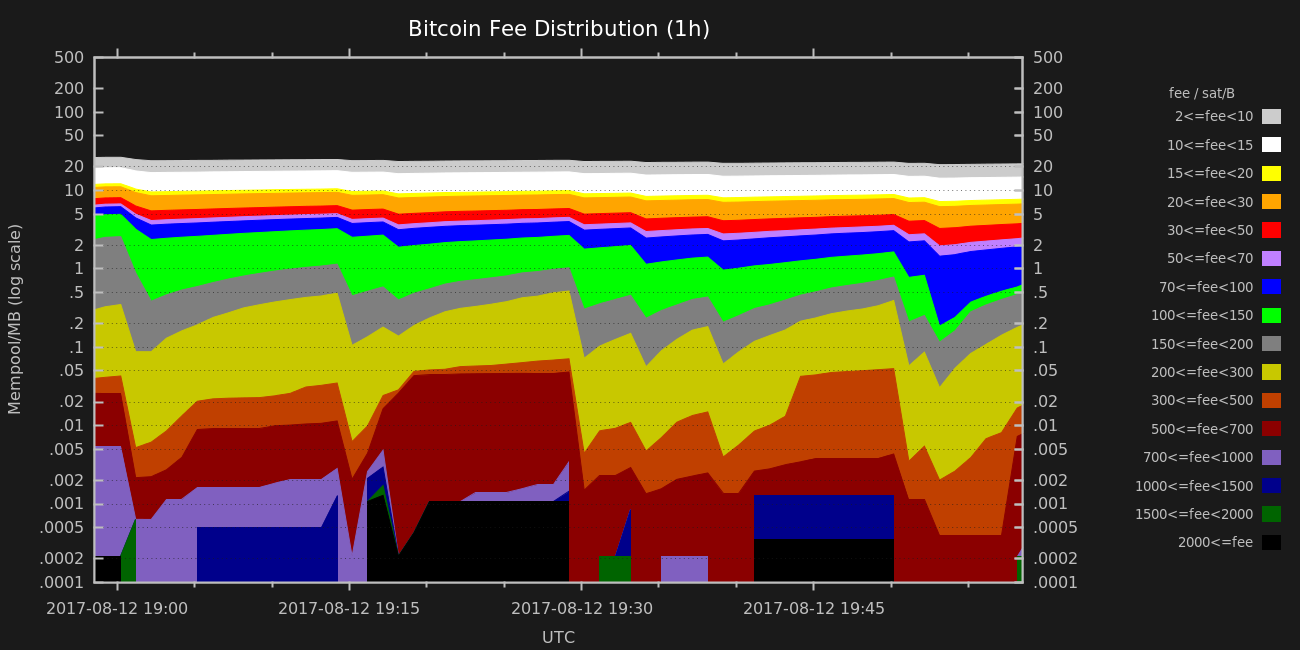 Bitcoin Fee Distribution (1h)
Mempool/MB (log scale)
500
200
100
50
20
10
5
2
1
.5
.2
.1
.05
.02
.01
.005
.002
.001
.0005
.0002
.0001
500
200
100
50
20
10
5
2
1
.5
.2
.1
.05
.02
.01
.005
.002
.001
.0005
.0002
.0001
2017-08-12 19:00
2017-08-12 19:15
2017-08-12 19:30
2017-08-12 19:45
UTC
fee / sat/B
2<=fee<10
10<=fee<15
15<=fee<20
20<=fee<30
30<=fee<50
50<=fee<70
70<=fee<100
100<=fee<150
150<=fee<200
200<=fee<300
300<=fee<500
500<=fee<700
700<=fee<1000
1000<=fee<1500
1500<=fee<2000
2000<=fee